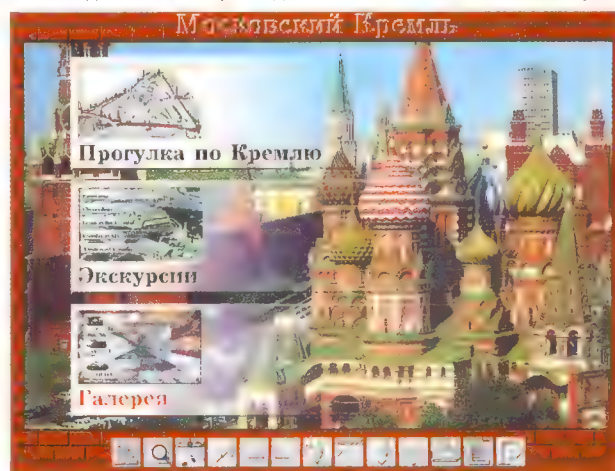 Московский Кремль
Прогулка по Кремлю
Экскурсии
Галерея